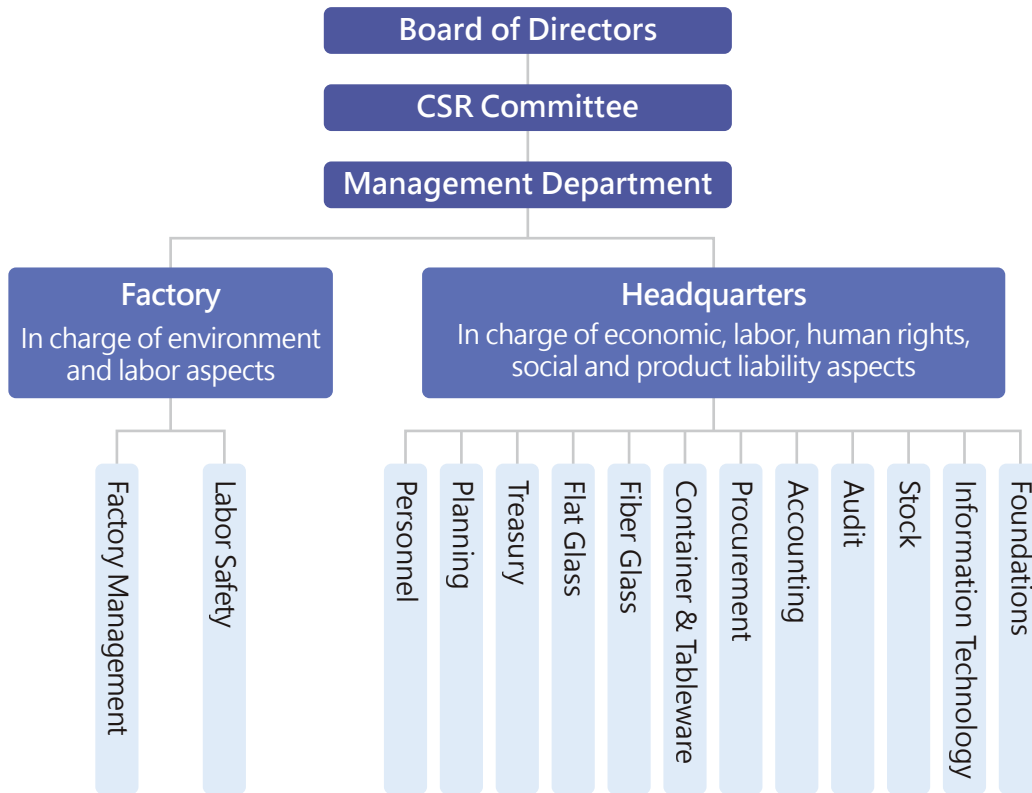 Board of Directors
CSR Committee
Management Department
Factory
In charge of environment
and labor aspects
Headquarters
In charge of economic, labor, human rights,
social and product liability aspects
Factory Management
Labor Safety
Personnel
Planning
Treasury
Flat Glass
Fiber Glass
Container & Tableware
Procurement
Accounting
Audit
Stock
Information Technology
Foundations